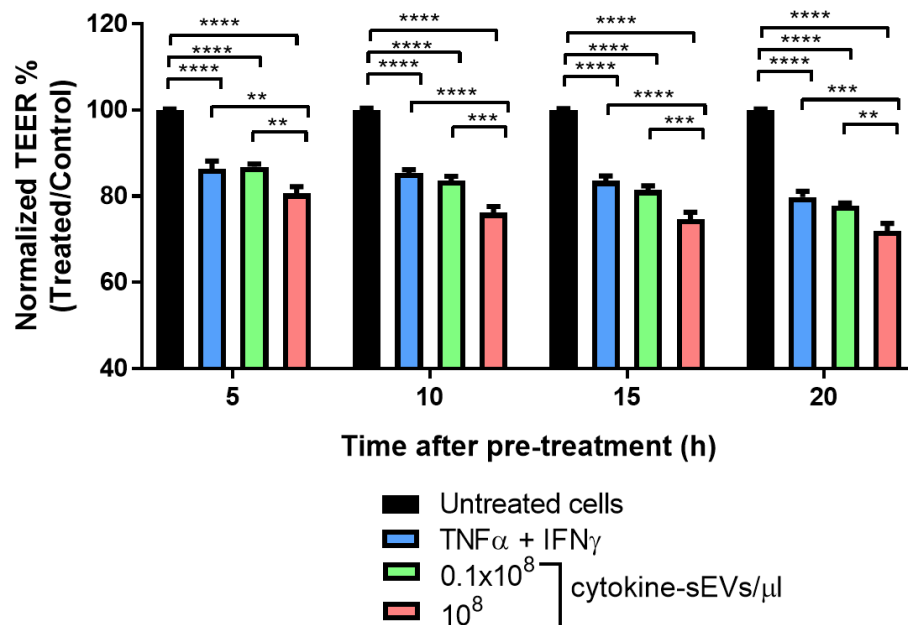 Normalized TEER %
(Treated/Control)
120
100
80
60
40
**** **** **** ****
**** **** **** ****
**** **** **** ****
** **** **** ***
** *** *** **
5 10 15 20
Time after pre-treatment (h)
Untreated cells
TNFα + IFNγ
0.1x10⁸
10⁸
cytokine-sEVs/μl